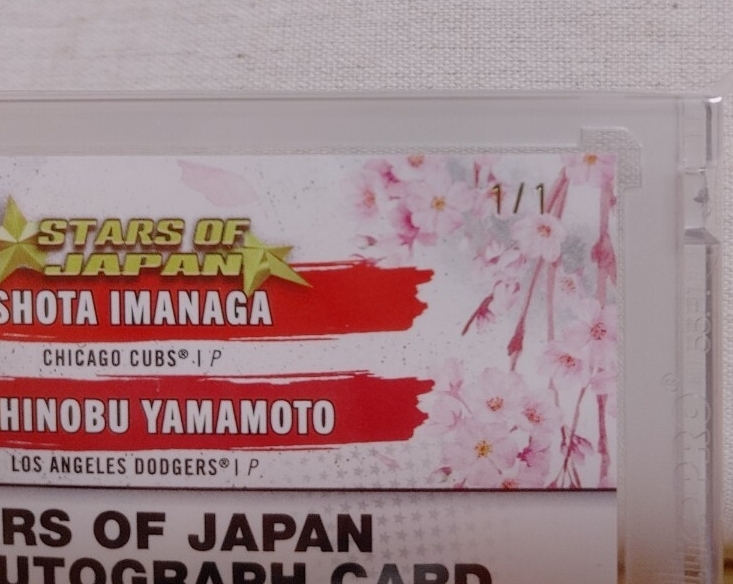 1/1
STARS OF
JAPAN
SHOTA IMANAGA
CHICAGO CUBS® | P
HINOBU YAMAMOTO
LOS ANGELES DODGERS® | P
RS OF JAPAN
UTOGRAPH CARD